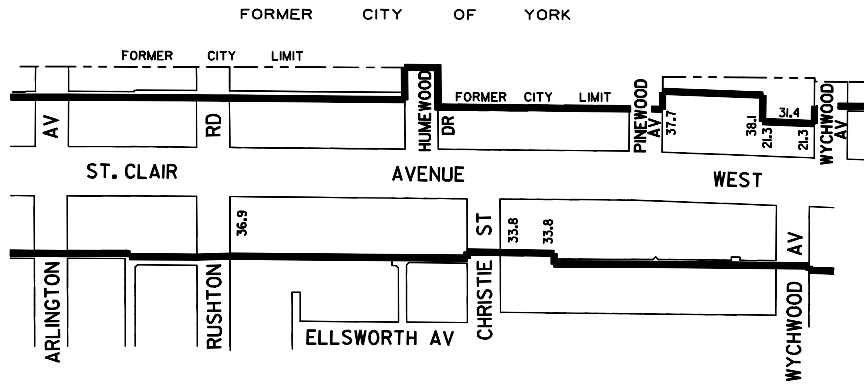 FORMER CITY OF YORK
FORMER CITY LIMIT
HUMEWOOD DR
FORMER CITY LIMIT
PINEWOOD AV
37.7
38.1
21.3
31.4
21.3
WYCHWOOD AV
AV
RD
ST. CLAIR AVENUE WEST
36.9
ST
33.8
33.8
AV
ARLINGTON
RUSHTON
ELLSWORTH AV
CHRISTIE
WYCHWOOD